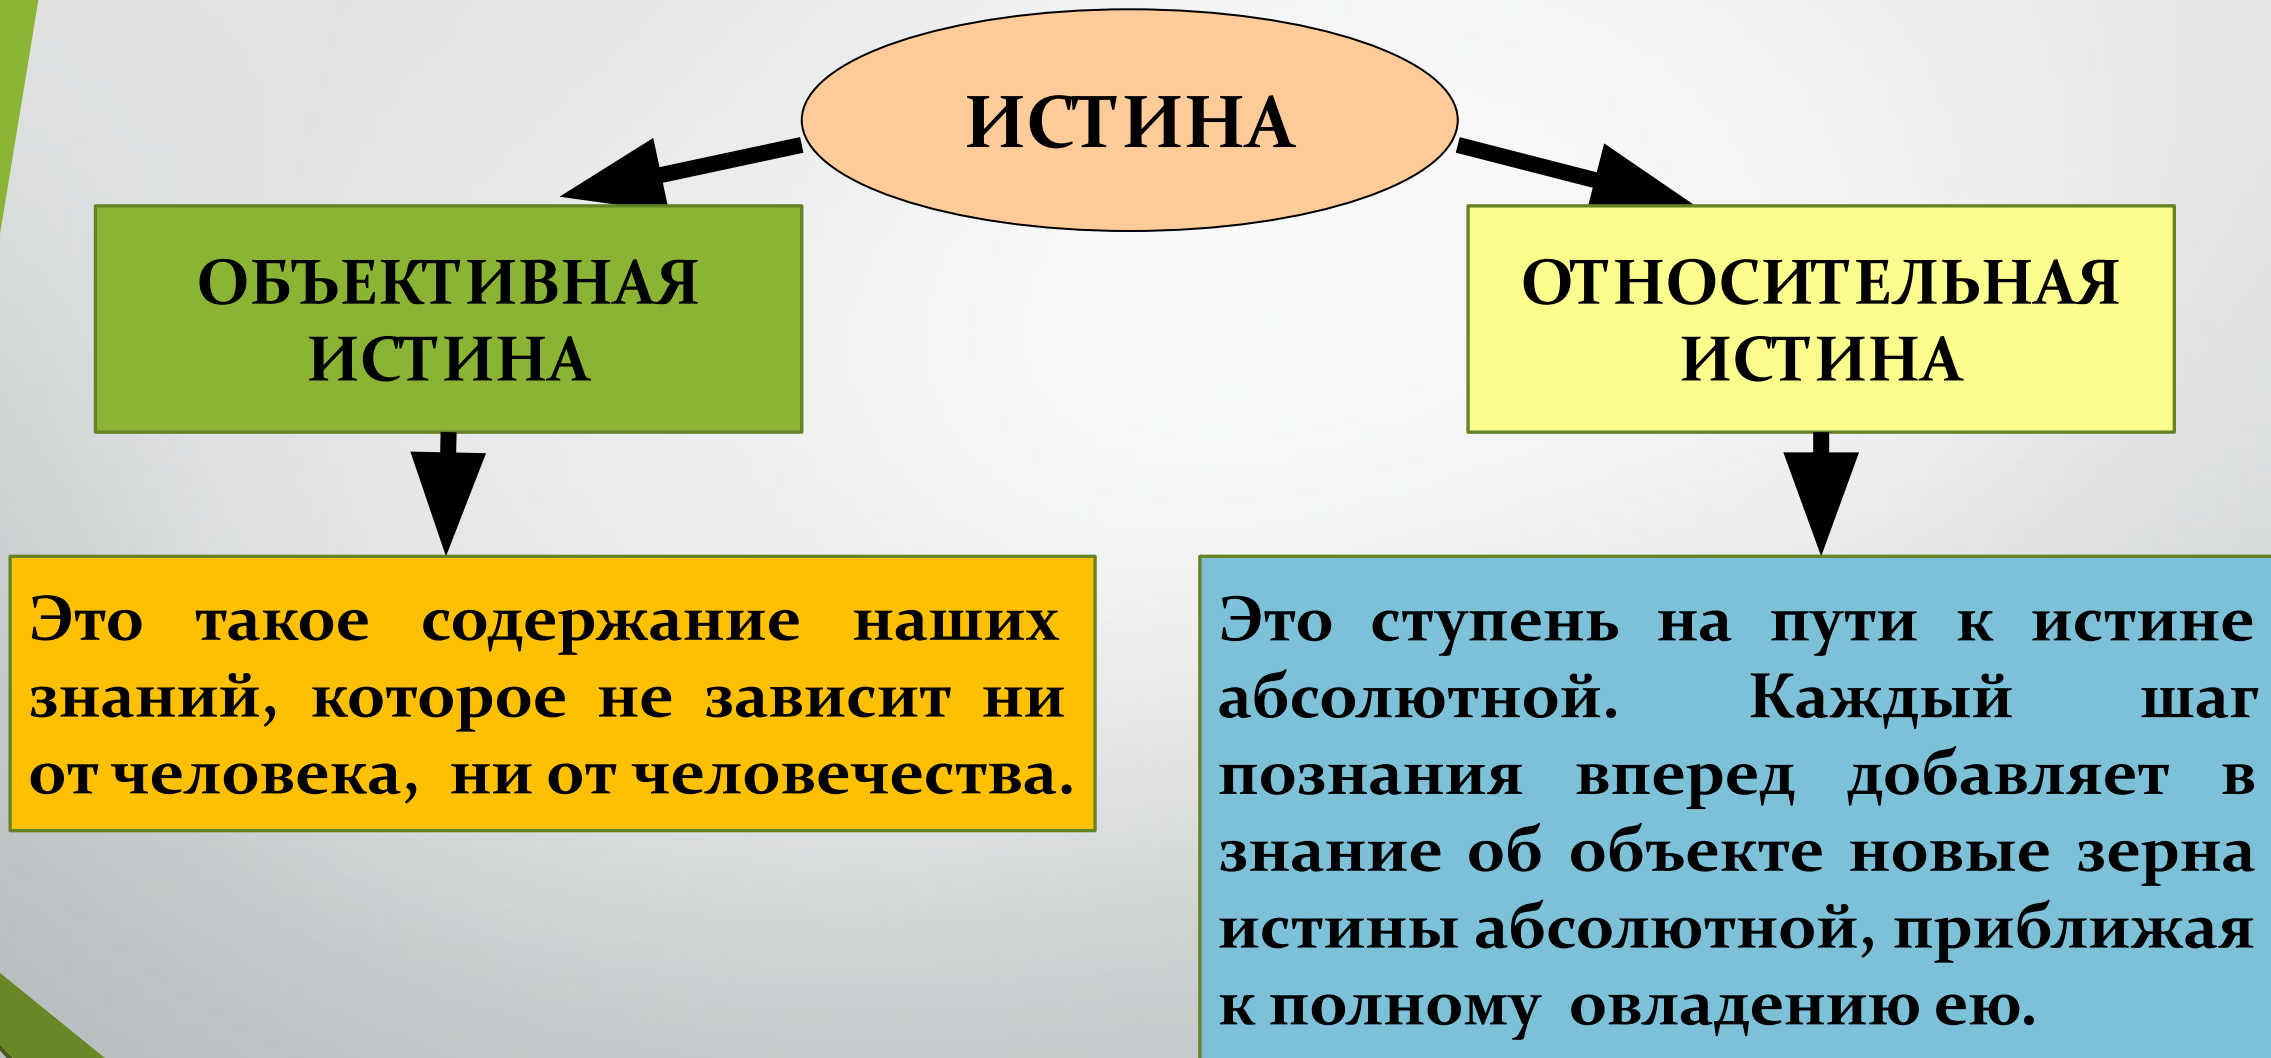 ИСТИНА
ОБЪЕКТИВНАЯ
ИСТИНА
Это такое содержание наших
знаний, которое не зависит ни
от человека, ни от человечества.
ОТНОСИТЕЛЬНАЯ
ИСТИНА
Это ступень на пути к истине
абсолютной. Каждый шаг
познания вперед добавляет в
знание об объекте новые зерна
истины абсолютной, приближая
к полному овладению ею.